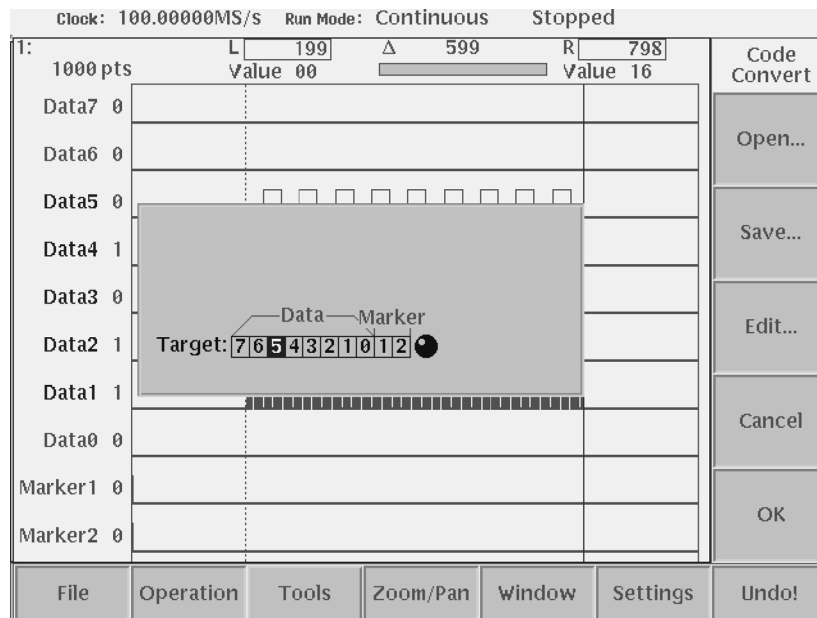 Clock: 100.00000MS/s Run Mode: Continuous Stopped
1: L 199 Δ 599 R 798
1000 pts Value 00 Value 16
Code
Convert
Data7 0
Open...
Data6 0
Data5 0
Save...
Data4 1
Data3 0
Data Marker
Edit...
Data2 1
Target: 7 6 5 4 3 2 1 0 1 2
Data1 1
Cancel
Data0 0
Marker1 0
OK
Marker2 0
File Operation Tools Zoom/Pan Window Settings Undo!